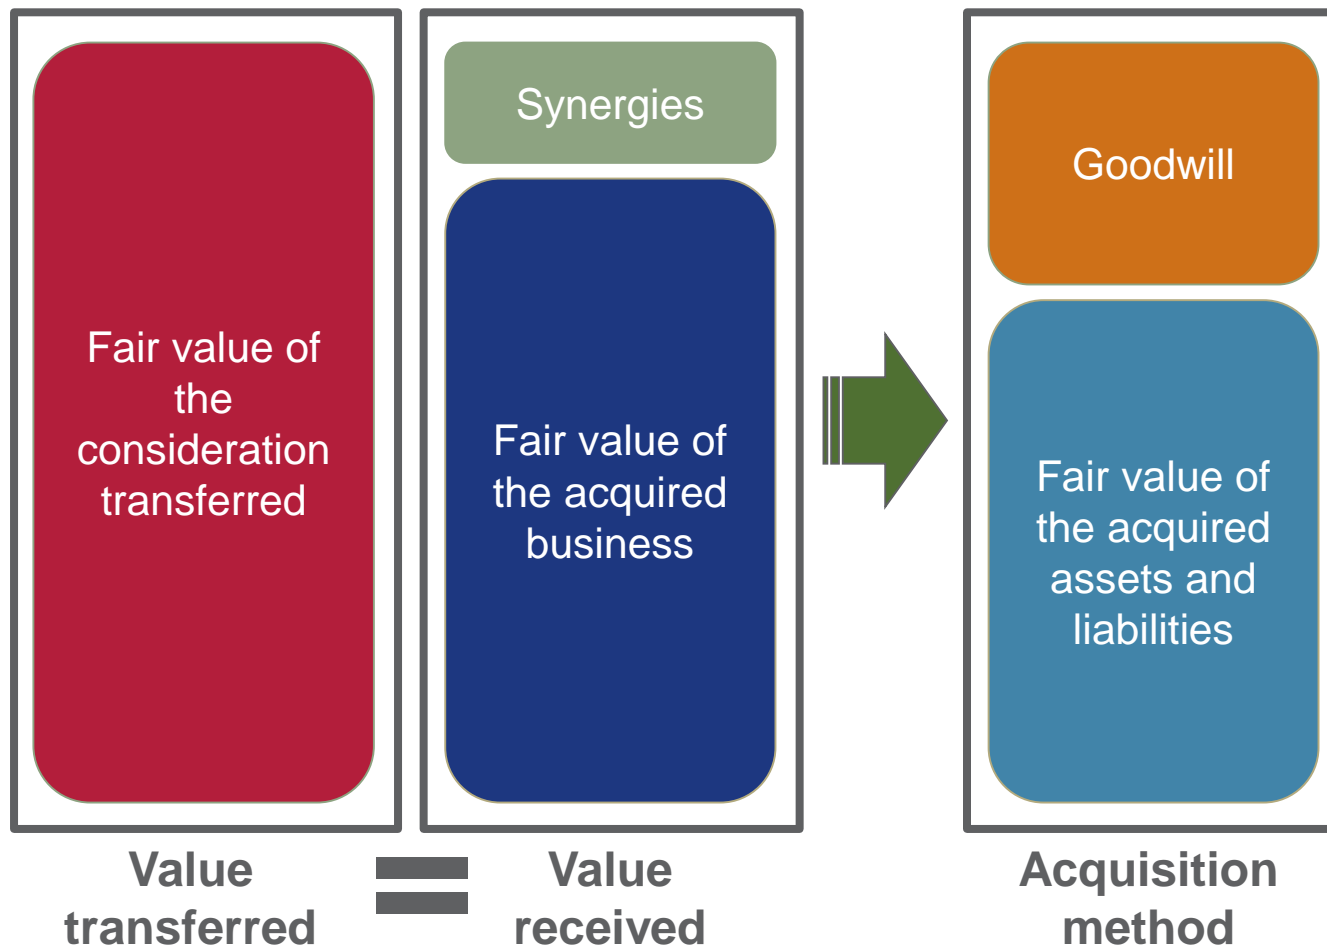 Fair value of
the
consideration
transferred
Synergies
Fair value of
the acquired
business
Goodwill
Fair value of
the acquired
assets and
liabilities
Value
transferred
=
Value
received
Acquisition
method